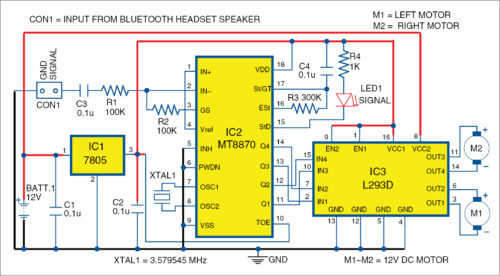 CON1 = INPUT FROM BLUETOOTH HEADSET SPEAKER
M1 = LEFT MOTOR
M2 = RIGHT MOTOR
GND
SIGNAL
CON1
C3
0.1u
R1
100K
R2
100K
C4
0.1u
R4
1K
R3 300K
LED1
SIGNAL
1 IN+
2 IN–
3 GS
4 Vref
5 INH
6 PWDN
7 OSC1
8 OSC2
9 VSS
IC2
MT8870
VDD 18
St/GT 17
ESt 16
StD 15
Q4 14
Q3 13
Q2 12
Q1 11
TOE 10
IC1
7805
1
2
3
BATT.1
12V
C1
0.1u
C2
0.1u
XTAL1
9 EN2
1 EN1
16 VCC1
8 VCC2
15 IN4
10 IN3
7 IN2
2 IN1
IC3
L293D
OUT4
OUT3
OUT2
OUT1
14
11
6
3
GND GND GND GND
13 12 5 4
M2
M1
GND
XTAL1 = 3.579545 MHz
M1–M2 = 12V DC MOTOR